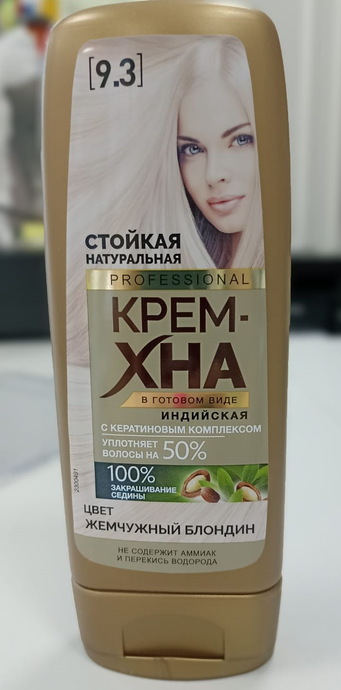 [9.3]
СТОЙКАЯ
НАТУРАЛЬНАЯ
PROFESSIONAL
КРЕМ-
ХНА
В ГОТОВОМ ВИДЕ
ИНДИЙСКАЯ
С КЕРАТИНОВЫМ КОМПЛЕКСОМ
УПЛОТНЯЕТ
ВОЛОСЫ НА 50%
100%
ЗАКРАШИВАНИЕ
СЕДИНЫ
ЦВЕТ
ЖЕМЧУЖНЫЙ БЛОНДИН
НЕ СОДЕРЖИТ АММИАК
И ПЕРЕКИСЬ ВОДОРОДА